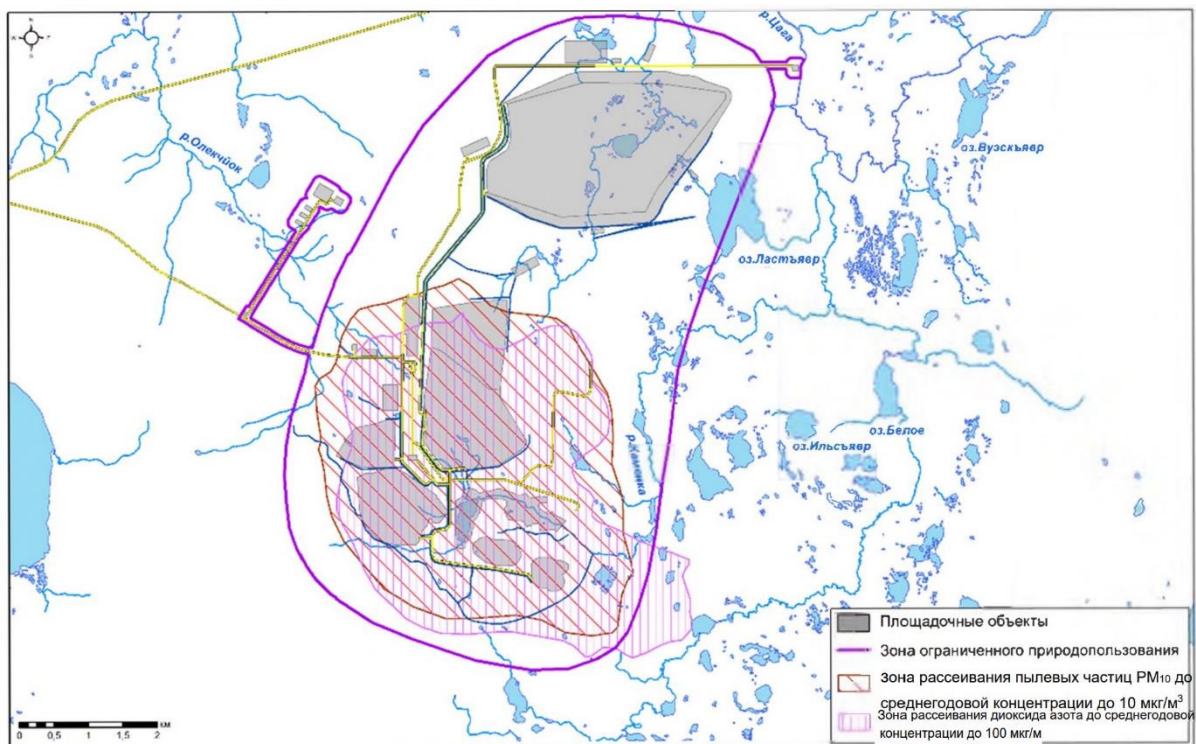 р.Цага
р.Олекчйок
оз.Вуэскъявр
оз.Ластъявр
оз.Белое
оз.Ильсъявр
р.Каменка
Площадочные объекты
Зона ограниченного природопользования
Зона рассеивания пылевых частиц PM10 до
среднегодовой концентрации до 10 мкг/м³
Зона рассеивания диоксида азота до среднегодовой
концентрации до 100 мкг/м
0 0,5 1 1,5 2 км